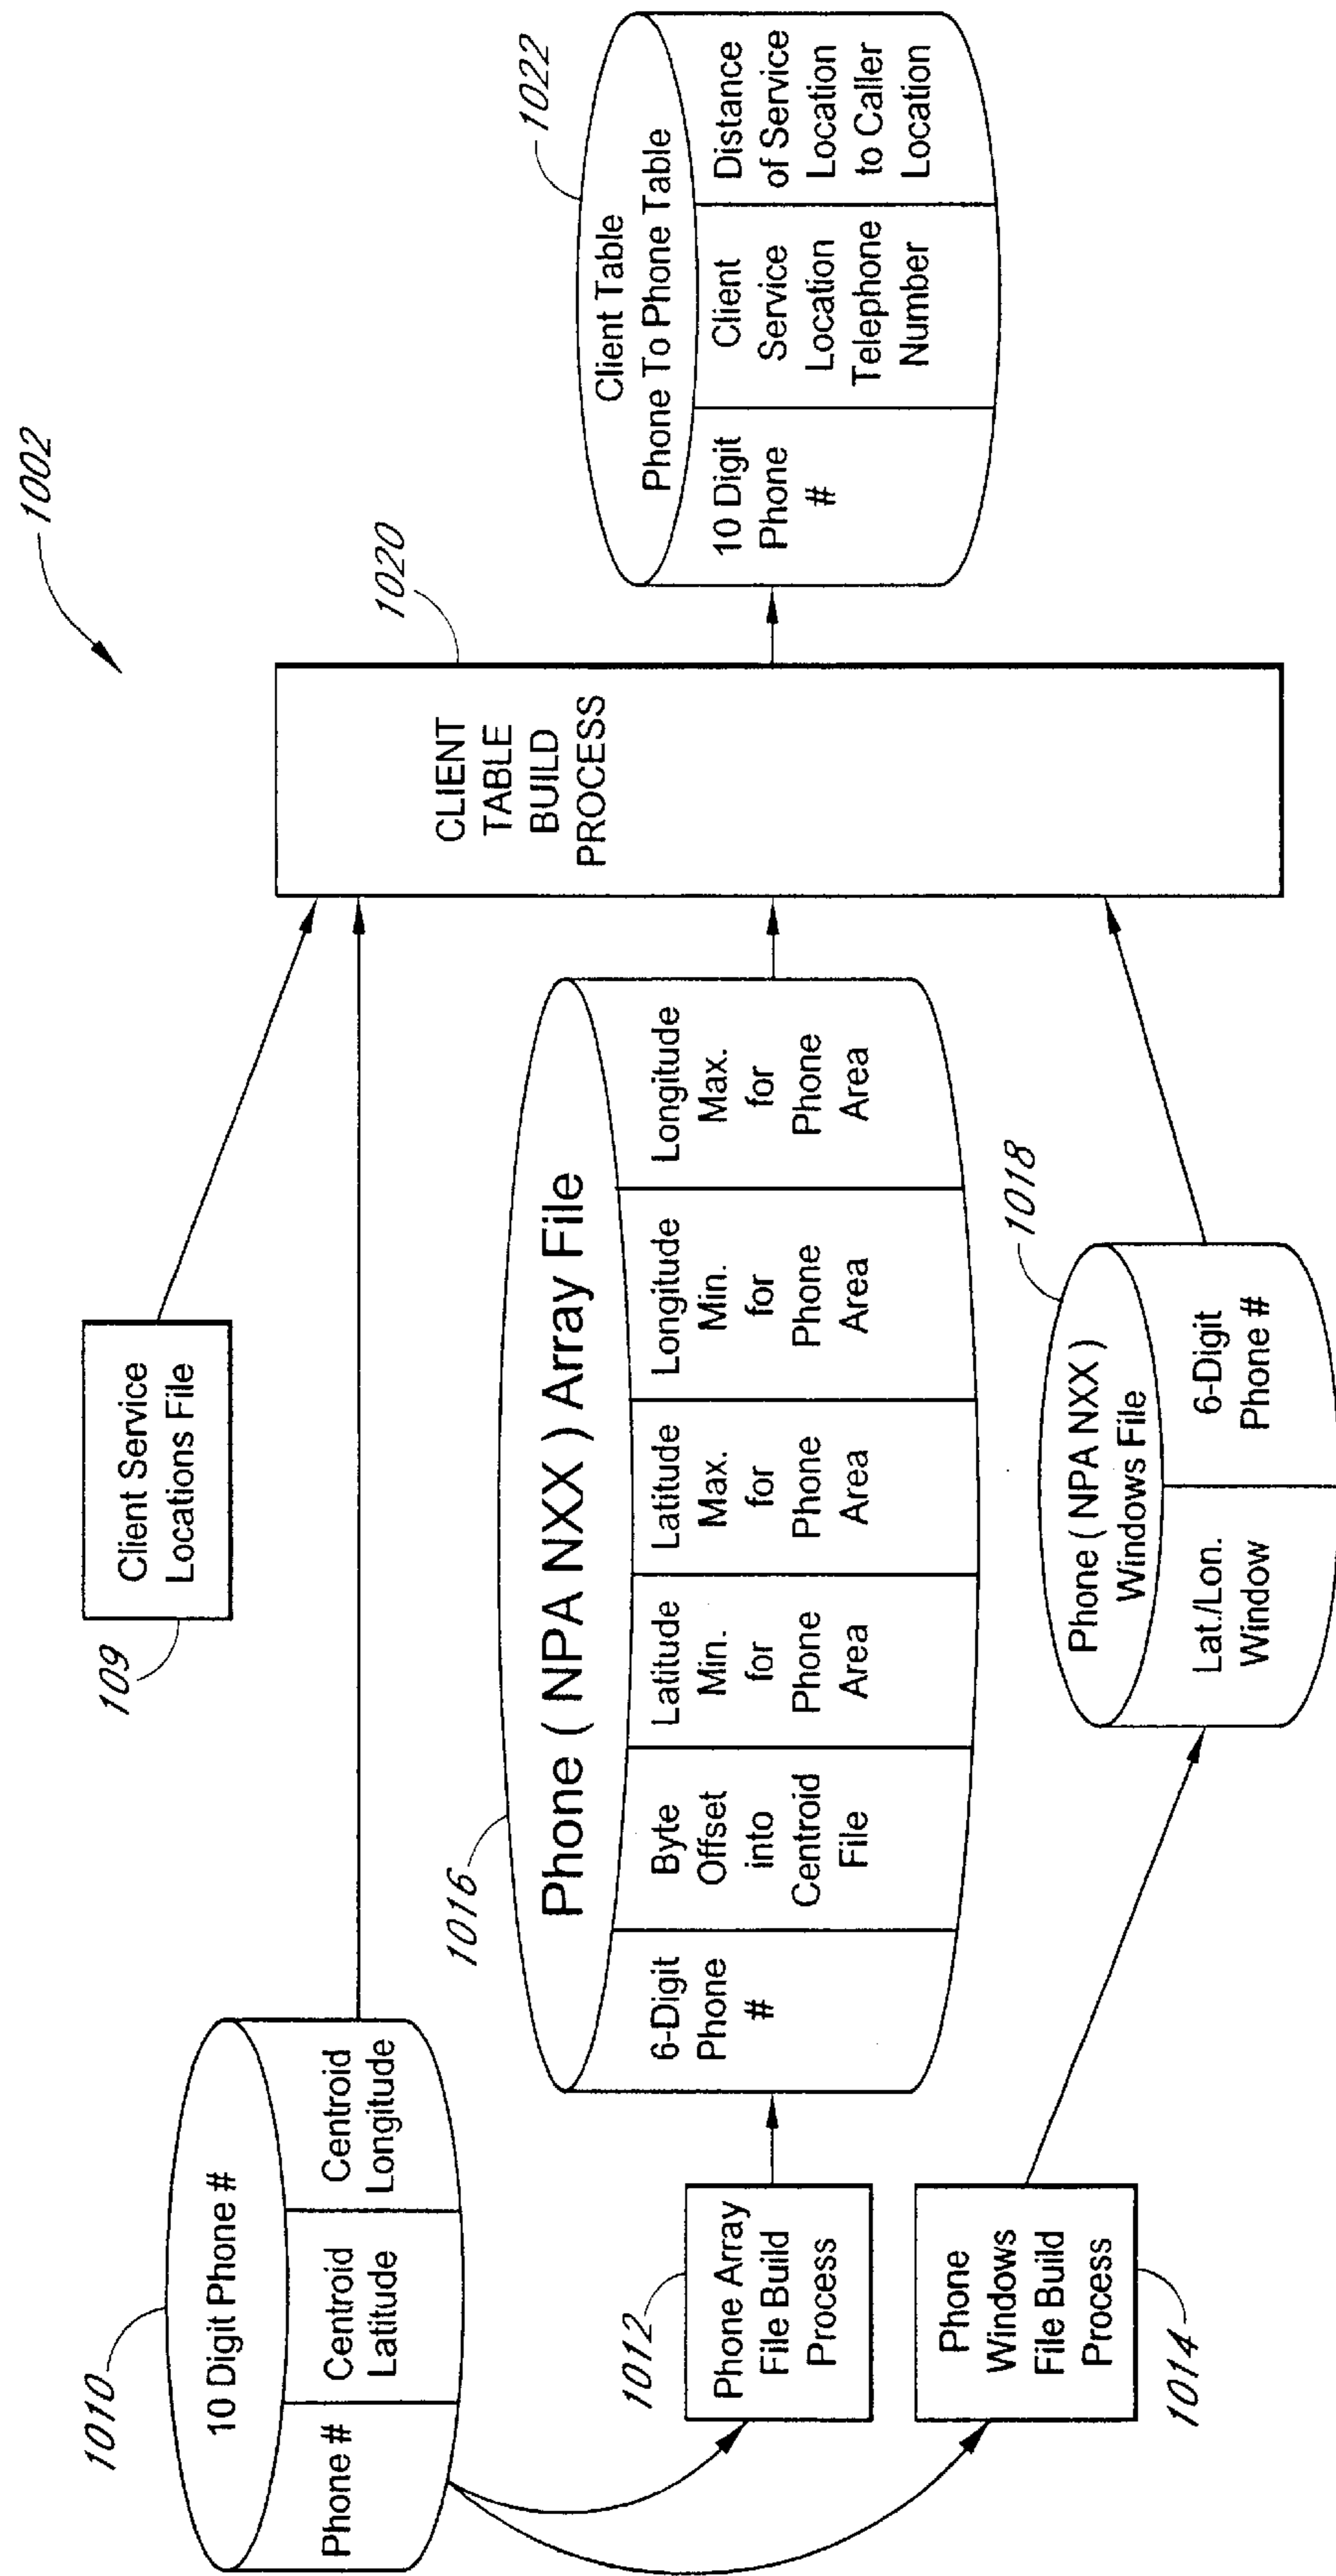 1002
1010
10 Digit Phone #
Phone #
Centroid
Latitude
Centroid
Longitude
109
Client Service
Locations File
1020
CLIENT
TABLE
BUILD
PROCESS
1022
Client Table
Phone To Phone Table
10 Digit
Phone
#
Client
Service
Location
Telephone
Number
Distance
of Service
Location
to Caller
Location
1012
Phone Array
File Build
Process
1016
Phone ( NPA NXX ) Array File
6-Digit
Phone
#
Byte
Offset
into
Centroid
File
Latitude
Min.
for
Phone
Area
Latitude
Max.
for
Phone
Area
Longitude
Min.
for
Phone
Area
Longitude
Max.
for
Phone
Area
Phone
Windows
File Build
Process
1014
1018
Phone ( NPA NXX )
Windows File
Lat./Lon.
Window
6-Digit
Phone #